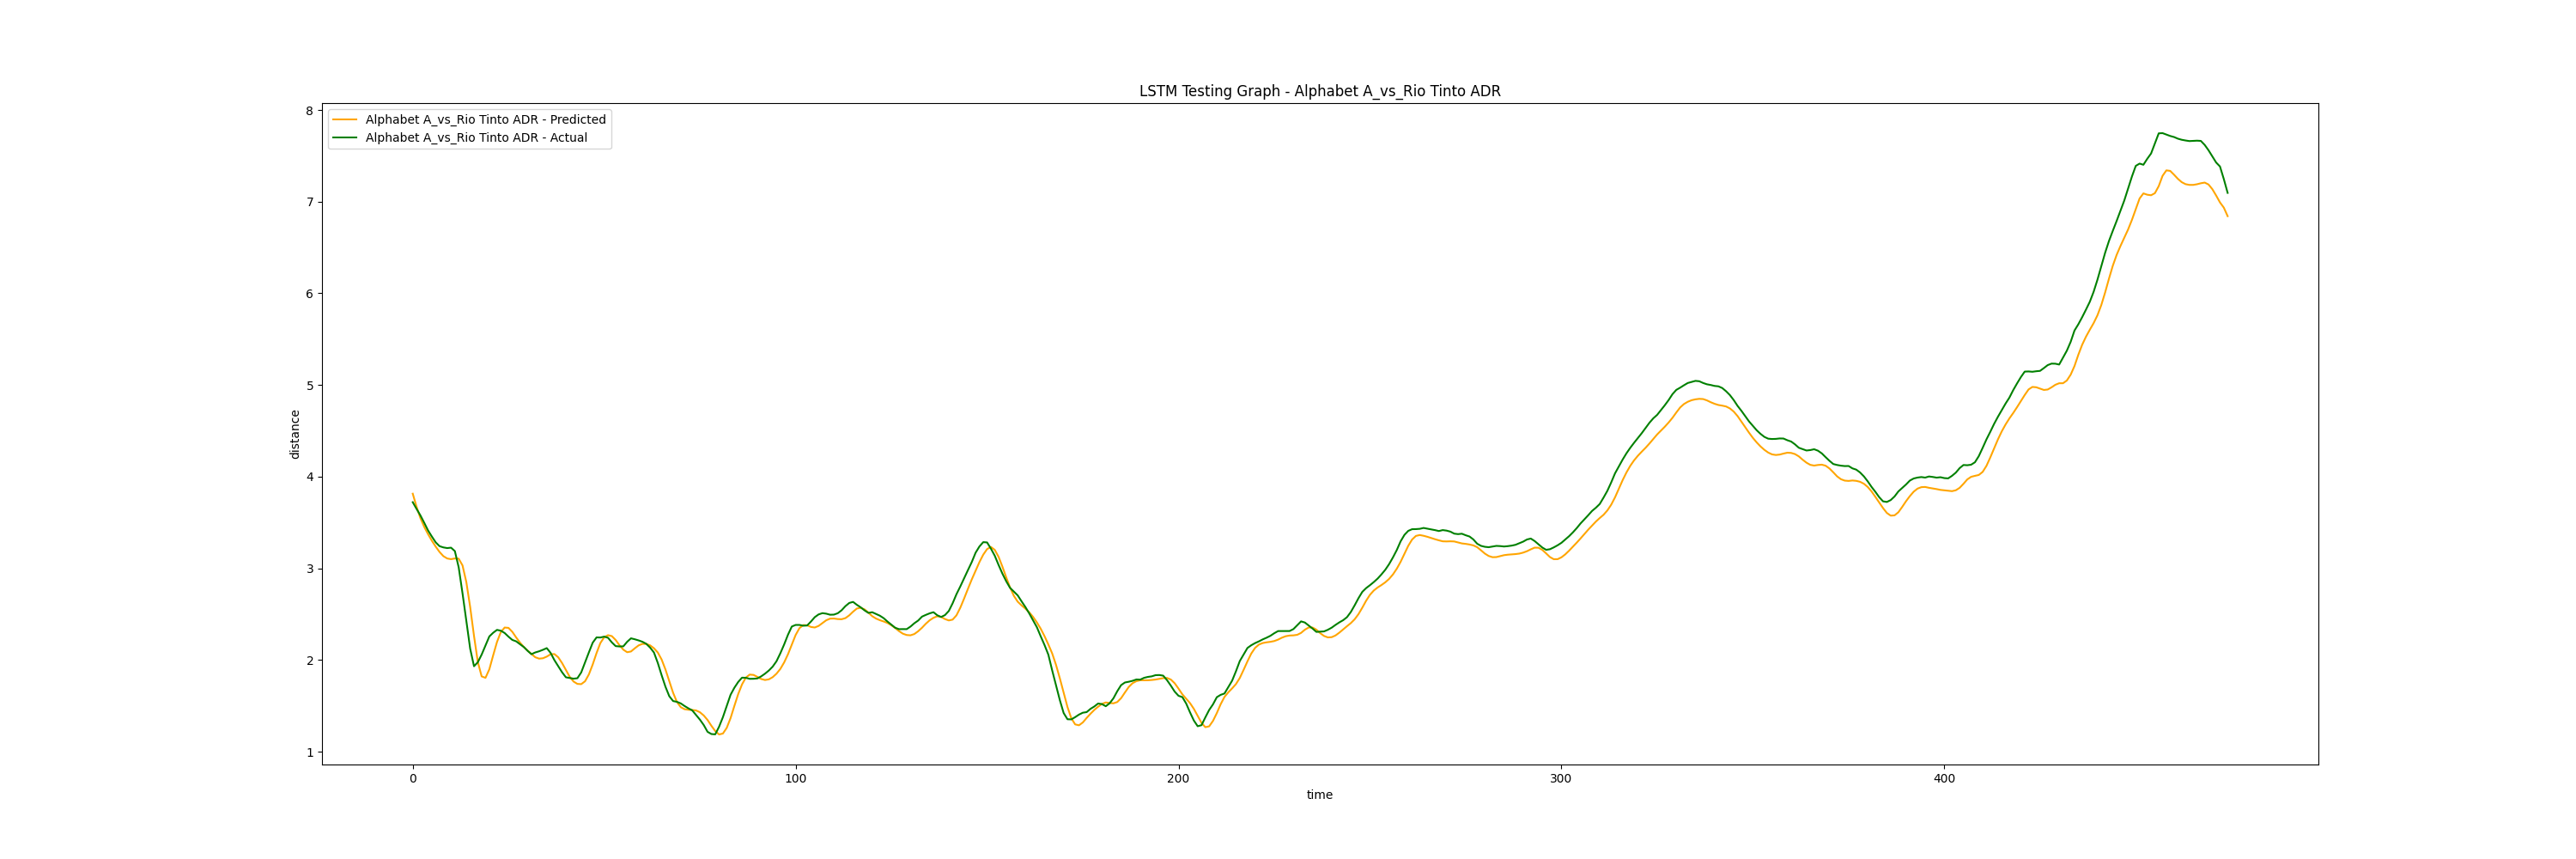 LSTM Testing Graph - Alphabet A_vs_Rio Tinto ADR
Alphabet A_vs_Rio Tinto ADR - Predicted
Alphabet A_vs_Rio Tinto ADR - Actual
8
7
6
5
4
3
2
1
distance
0 100 200 300 400
time